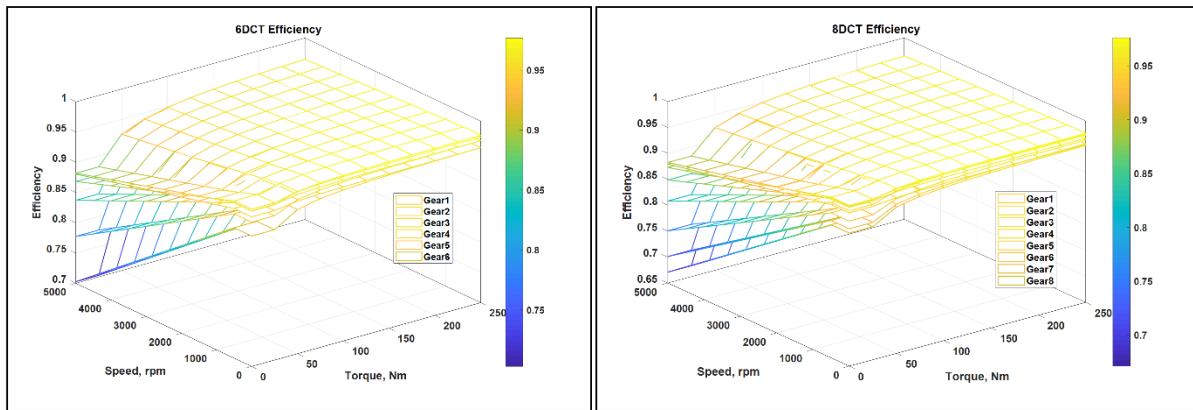 6DCT Efficiency
1
0.95
0.9
0.85
0.8
0.75
0.7
Efficiency
5000
4000
3000
2000
1000
0
Speed, rpm
0
50
100
150
200
250
Torque, Nm
Gear1
Gear2
Gear3
Gear4
Gear5
Gear6
0.95
0.9
0.85
0.8
0.75
8DCT Efficiency
1
0.95
0.9
0.85
0.8
0.75
0.7
0.65
Efficiency
5000
4000
3000
2000
1000
0
Speed, rpm
0
50
100
150
200
250
Torque, Nm
Gear1
Gear2
Gear3
Gear4
Gear5
Gear6
Gear7
Gear8
0.95
0.9
0.85
0.8
0.75
0.7